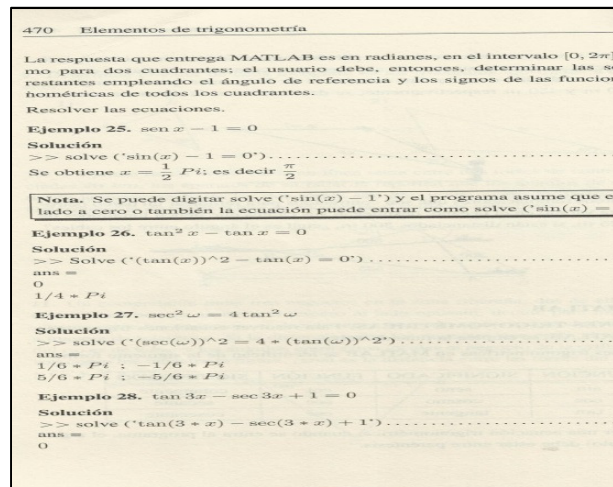 470 Elementos de trigonometría
La respuesta que entrega MATLAB es en radianes, en el intervalo [0, 2π]
mo para dos cuadrantes; el usuario debe, entonces, determinar las
restantes empleando el ángulo de referencia y los signos de las funcion
nométricas de todos los cuadrantes.
Resolver las ecuaciones.
Ejemplo 25. sen x − 1 = 0
Solución
>> solve ('sin(x) − 1 = 0')
Se obtiene x = 1/2 Pi; es decir π/2
Nota. Se puede digitar solve ('sin(x) − 1') y el programa asume que e
lado a cero o también la ecuación puede entrar como solve ('sin(x) =
Ejemplo 26. tan² x − tan x = 0
Solución
>> Solve ('(tan(x))^2 − tan(x) = 0')
ans =
0
1/4 * Pi
Ejemplo 27. sec² ω = 4 tan² ω
Solución
>> solve ('(sec(ω))^2 = 4 * (tan(ω))^2')
ans =
1/6 * Pi ; −1/6 * Pi
5/6 * Pi ; −5/6 * Pi
Ejemplo 28. tan 3x − sec 3x + 1 = 0
Solución
>> solve ('tan(3 * x) − sec(3 * x) + 1')
ans =
0